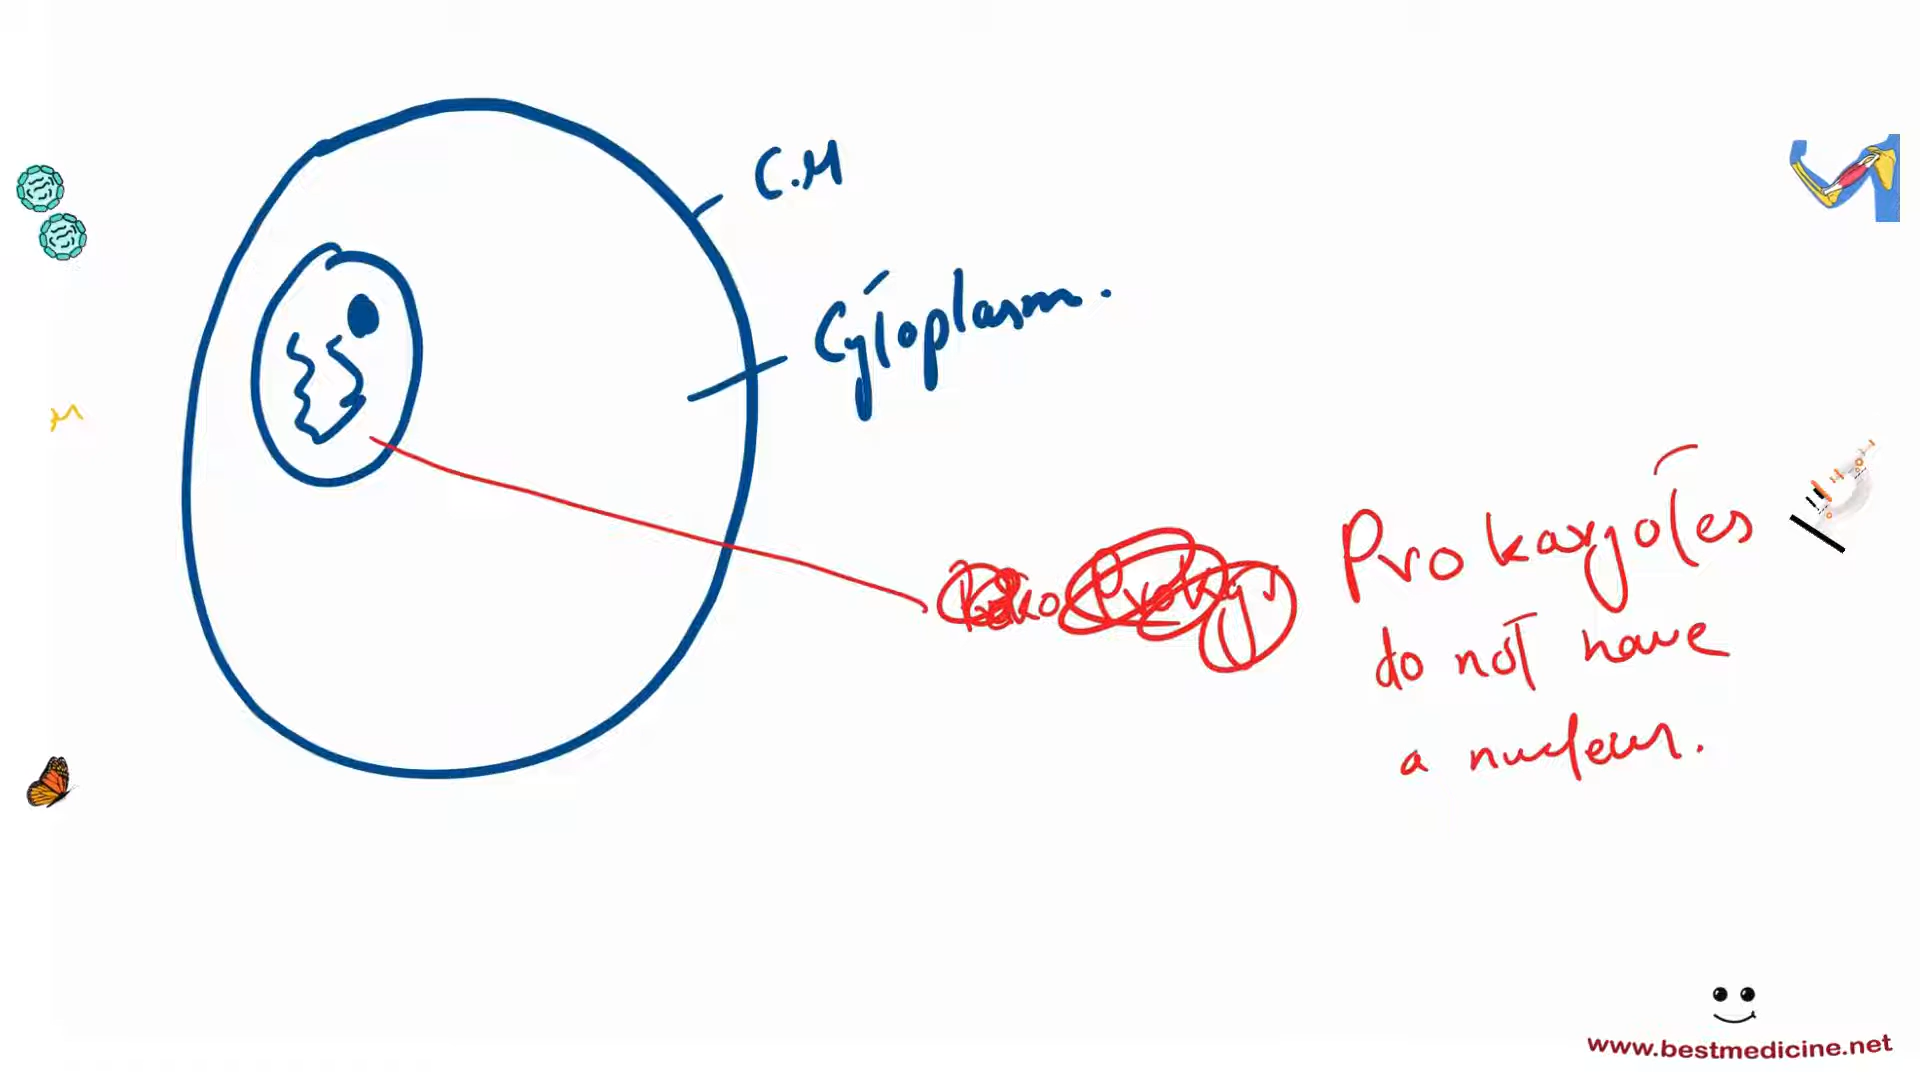 C.M
Cytoplasm.
Prokaryotes
do not have
a nucleus.
www.bestmedicine.net